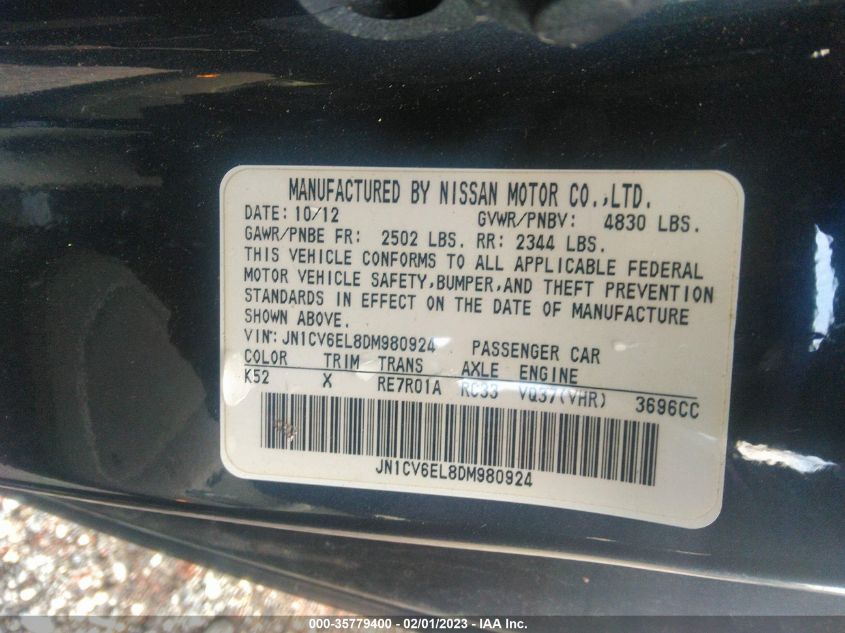 MANUFACTURED BY NISSAN MOTOR CO.,LTD.
DATE: 10/12 GVWR/PNBV: 4830 LBS.
GAWR/PNBE FR: 2502 LBS. RR: 2344 LBS.
THIS VEHICLE CONFORMS TO ALL APPLICABLE FEDERAL
MOTOR VEHICLE SAFETY,BUMPER,AND THEFT PREVENTION
STANDARDS IN EFFECT ON THE DATE OF MANUFACTURE
SHOWN ABOVE.
VIN: JN1CV6EL8DM980924 PASSENGER CAR
COLOR TRIM TRANS AXLE ENGINE
K52 X RE7R01A RC33 VQ37(VHR) 3696CC
JN1CV6EL8DM980924
000-35779400 - 02/01/2023 - IAA Inc.